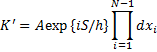 K' = A exp {iS/h} ∏_{i=1}^{N-1} dx_i